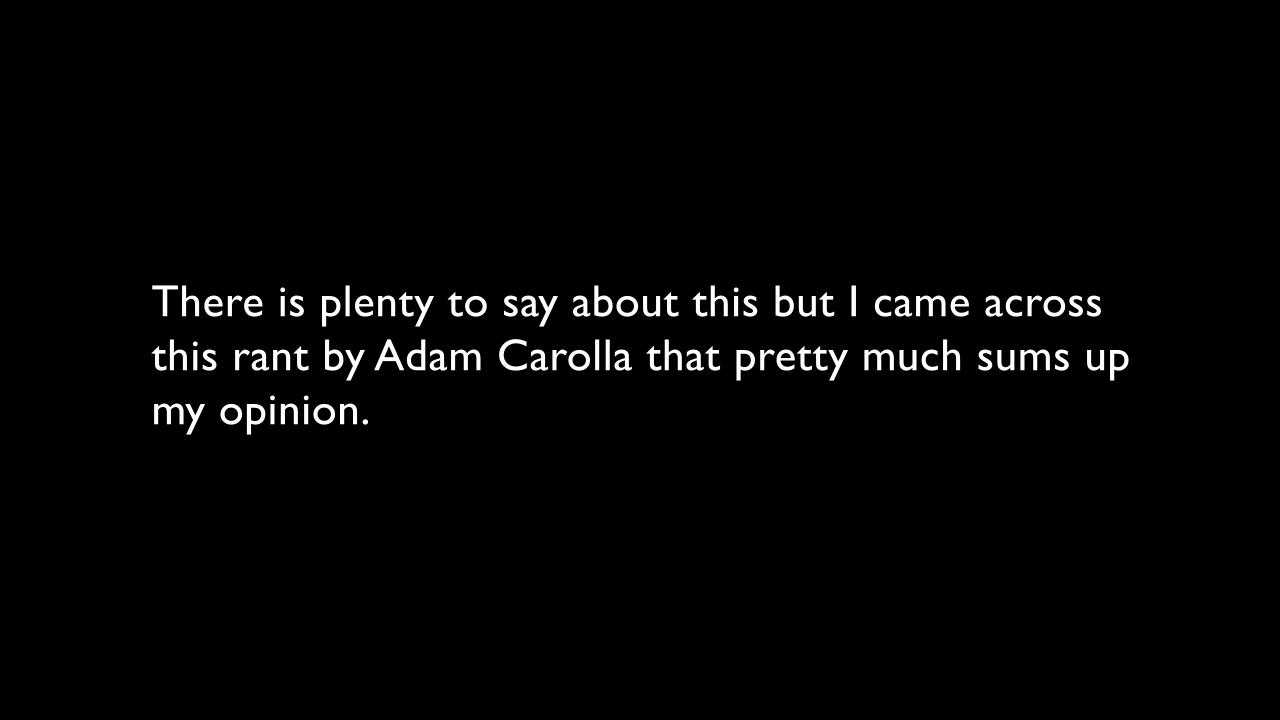 There is plenty to say about this but I came across
this rant by Adam Carolla that pretty much sums up
my opinion.